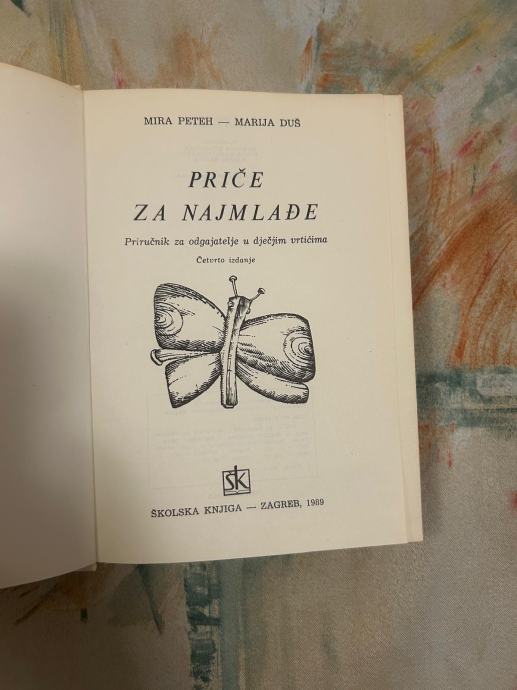 MIRA PETEH — MARIJA DUŠ
PRIČE
ZA NAJMLAĐE
Priručnik za odgajatelje u dječjim vrtićima
Četvrto izdanje
ŠK
ŠKOLSKA KNJIGA — ZAGREB, 1989